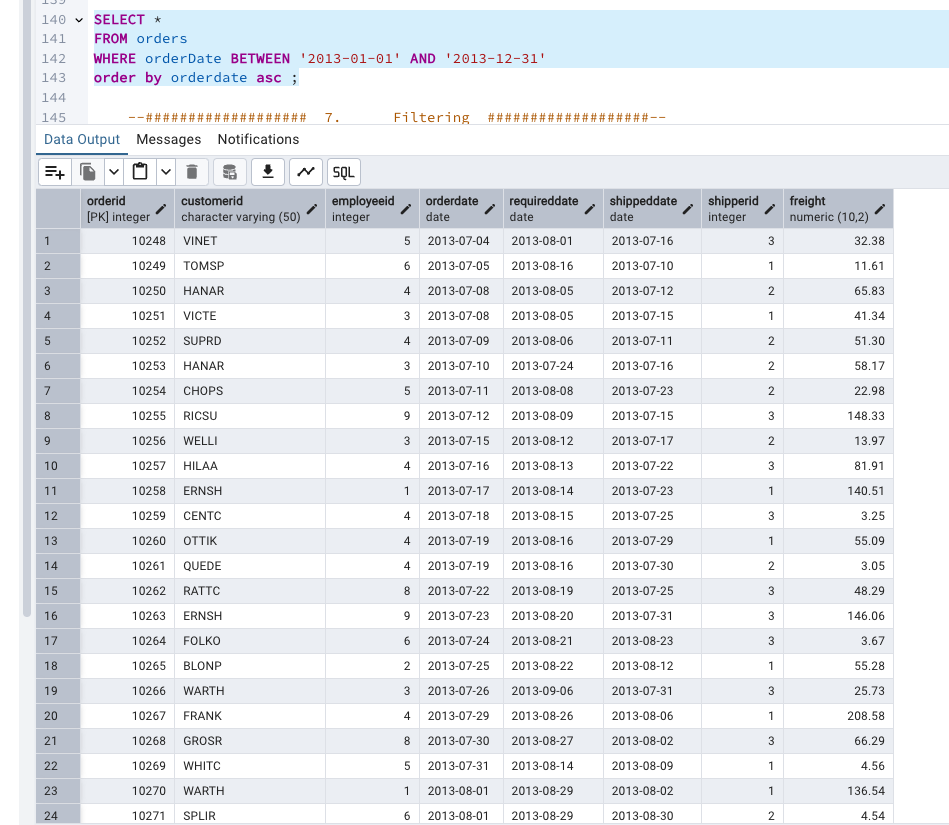 140 SELECT *
141 FROM orders
142 WHERE orderDate BETWEEN '2013-01-01' AND '2013-12-31'
143 order by orderdate asc ;
144
145 --################### 7. Filtering ###################--
Data Output Messages Notifications
SQL
orderid customerid employeeid orderdate requireddate shippeddate shipperid freight
[PK] integer character varying (50) integer date date date integer numeric (10,2)
1 10248 VINET 5 2013-07-04 2013-08-01 2013-07-16 3 32.38
2 10249 TOMSP 6 2013-07-05 2013-08-16 2013-07-10 1 11.61
3 10250 HANAR 4 2013-07-08 2013-08-05 2013-07-12 2 65.83
4 10251 VICTE 3 2013-07-08 2013-08-05 2013-07-15 1 41.34
5 10252 SUPRD 4 2013-07-09 2013-08-06 2013-07-11 2 51.30
6 10253 HANAR 3 2013-07-10 2013-07-24 2013-07-16 2 58.17
7 10254 CHOPS 5 2013-07-11 2013-08-08 2013-07-23 2 22.98
8 10255 RICSU 9 2013-07-12 2013-08-09 2013-07-15 3 148.33
9 10256 WELLI 3 2013-07-15 2013-08-12 2013-07-17 2 13.97
10 10257 HILAA 4 2013-07-16 2013-08-13 2013-07-22 3 81.91
11 10258 ERNSH 1 2013-07-17 2013-08-14 2013-07-23 1 140.51
12 10259 CENTC 4 2013-07-18 2013-08-15 2013-07-25 3 3.25
13 10260 OTTIK 4 2013-07-19 2013-08-16 2013-07-29 1 55.09
14 10261 QUEDE 4 2013-07-19 2013-08-16 2013-07-30 2 3.05
15 10262 RATTC 8 2013-07-22 2013-08-19 2013-07-25 3 48.29
16 10263 ERNSH 9 2013-07-23 2013-08-20 2013-07-31 3 146.06
17 10264 FOLKO 6 2013-07-24 2013-08-21 2013-08-23 3 3.67
18 10265 BLONP 2 2013-07-25 2013-08-22 2013-08-12 1 55.28
19 10266 WARTH 3 2013-07-26 2013-09-06 2013-07-31 3 25.73
20 10267 FRANK 4 2013-07-29 2013-08-26 2013-08-06 1 208.58
21 10268 GROSR 8 2013-07-30 2013-08-27 2013-08-02 3 66.29
22 10269 WHITC 5 2013-07-31 2013-08-14 2013-08-09 1 4.56
23 10270 WARTH 1 2013-08-01 2013-08-29 2013-08-02 1 136.54
24 10271 SPLIR 6 2013-08-01 2013-08-29 2013-08-30 2 4.54